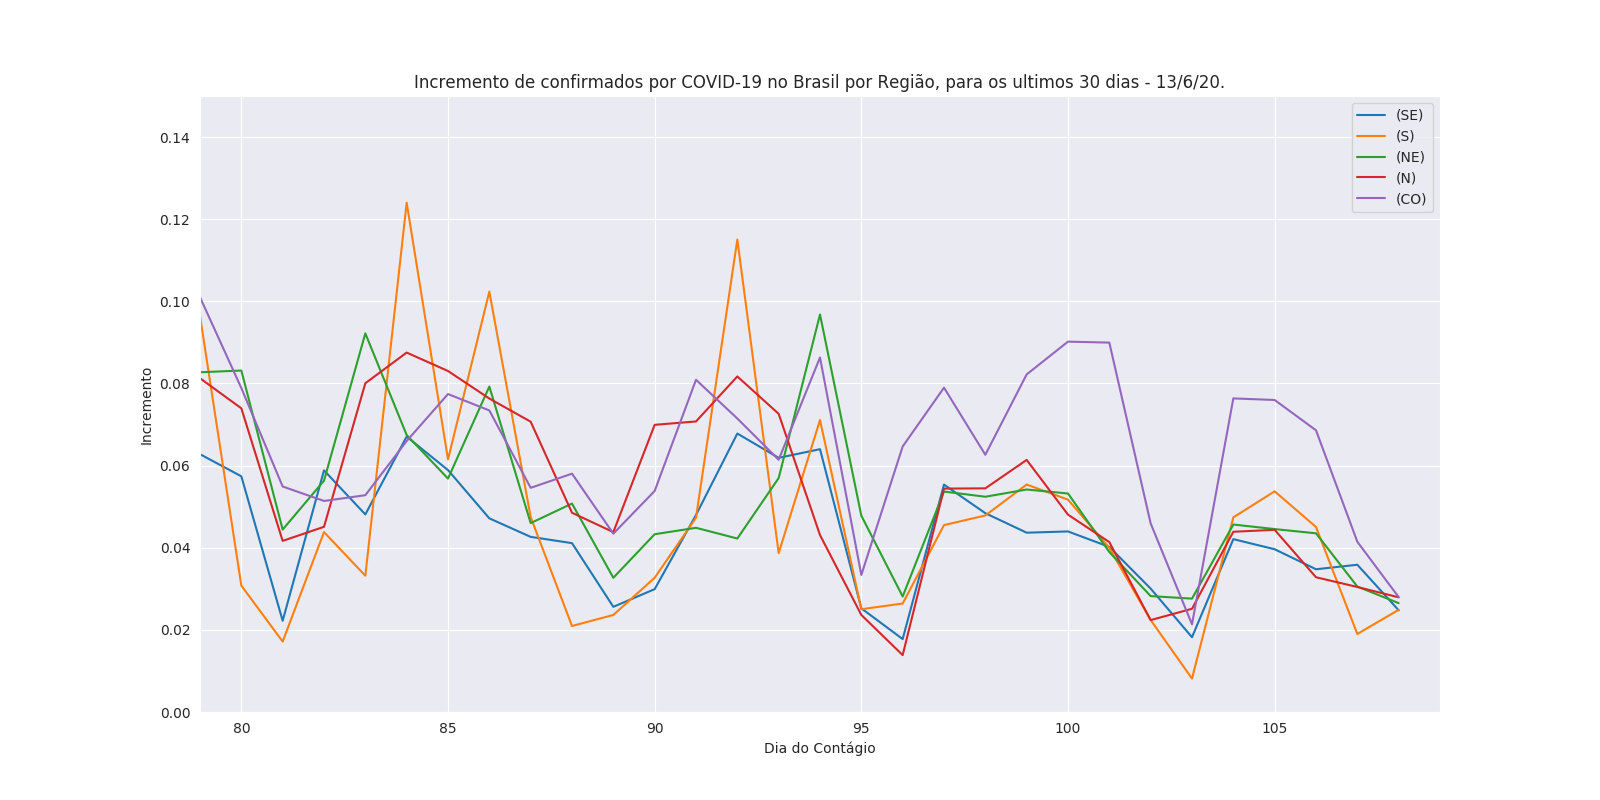 Incremento de confirmados por COVID-19 no Brasil por Região, para os ultimos 30 dias - 13/6/20.
(SE)
(S)
(NE)
(N)
(CO)
0.14
0.12
0.10
0.08
0.06
0.04
0.02
0.00
Incremento
80 85 90 95 100 105
Dia do Contágio